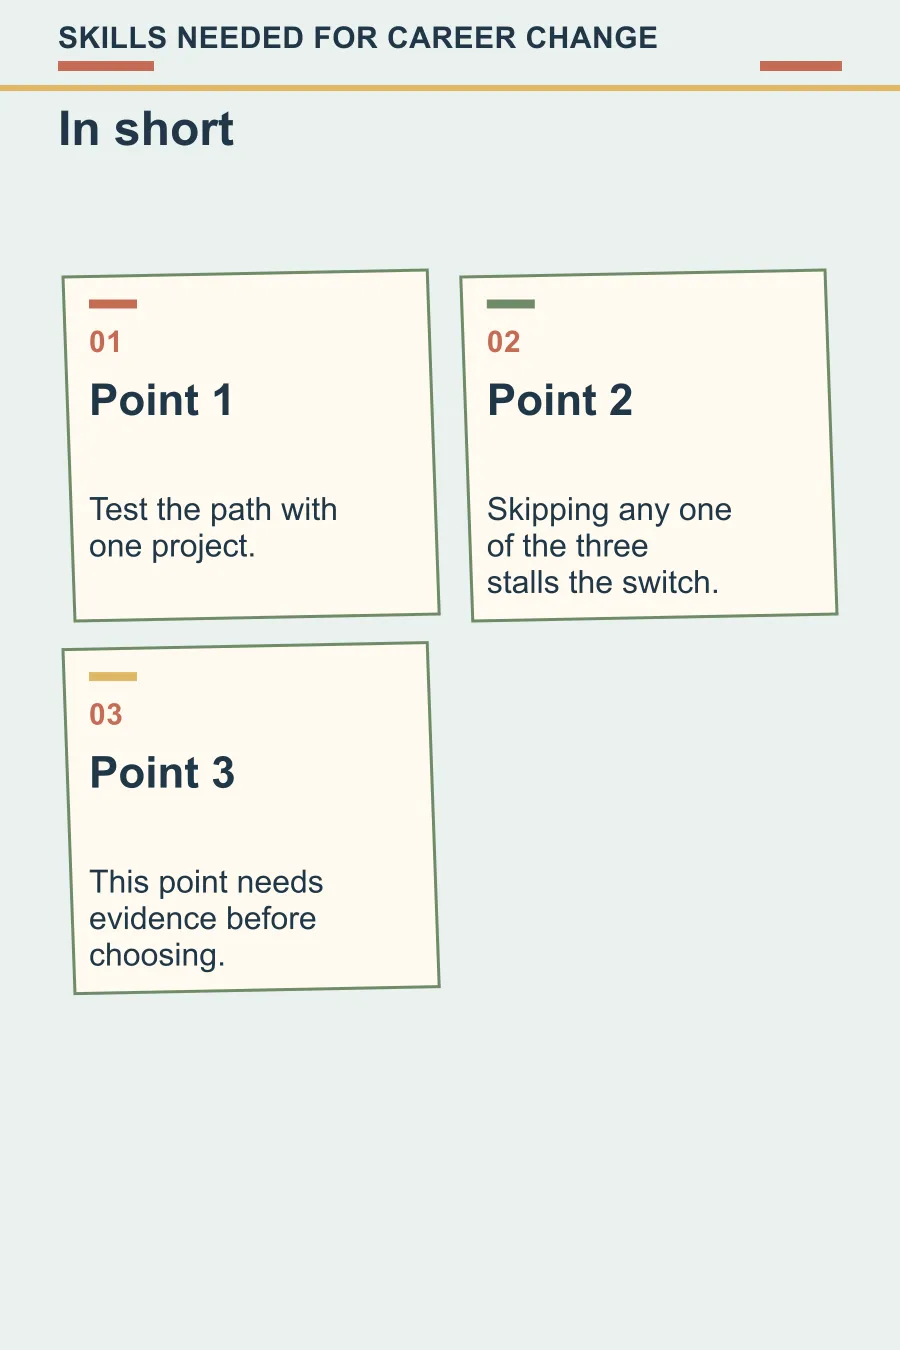 SKILLS NEEDED FOR CAREER CHANGE
In short
01
Point 1
Test the path with
one project.
02
Point 2
Skipping any one
of the three
stalls the switch.
03
Point 3
This point needs
evidence before
choosing.